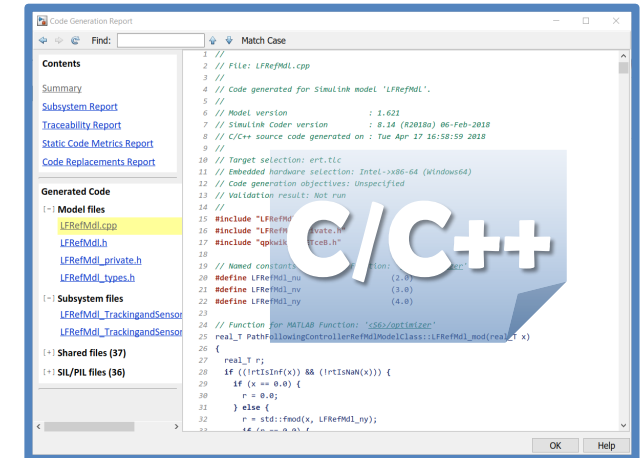 Code Generation Report
Find:
Match Case
Contents
Summary
Subsystem Report
Traceability Report
Static Code Metrics Report
Code Replacements Report
Generated Code
[-] Model files
LFRefMdl.cpp
LFRefMdl.h
LFRefMdl_private.h
LFRefMdl_types.h
[-] Subsystem files
LFRefMdl_TrackingandSensor
LFRefMdl_TrackingandSensor
[+] Shared files (37)
[+] SIL/PIL files (36)
1 //
2 // File: LFRefMdl.cpp
3 //
4 // Code generated for Simulink model 'LFRefMdl'.
5 //
6 // Model version : 1.621
7 // Simulink Coder version : 8.14 (R2018a) 06-Feb-2018
8 // C/C++ source code generated on : Tue Apr 17 16:58:59 2018
9 //
10 // Target selection: ert.tlc
11 // Embedded hardware selection: Intel->x86-64 (Windows64)
12 // Code generation objectives: Unspecified
13 // Validation result: Not run
14 //
15 #include
16 #include
17 #include
18
19 // Named constants
20 #define LFRefMdl_nu (2.0)
21 #define LFRefMdl_nv (3.0)
22 #define LFRefMdl_ny (4.0)
23
24 // Function for MATLAB Function: '<S6>/optimizer'
25 real_T PathFollowingControllerRefMdlModelClass::LFRefMdl_mod(real_T x)
26 {
27 real_T r;
28 if ((!rtIsInf(x)) && (!rtIsNaN(x))) {
29 if (x == 0.0) {
30 r = 0.0;
31 } else {
32 r = std::fmod(x, LFRefMdl_ny);
33 if (r == 0.0) {
C/C++
OK
Help